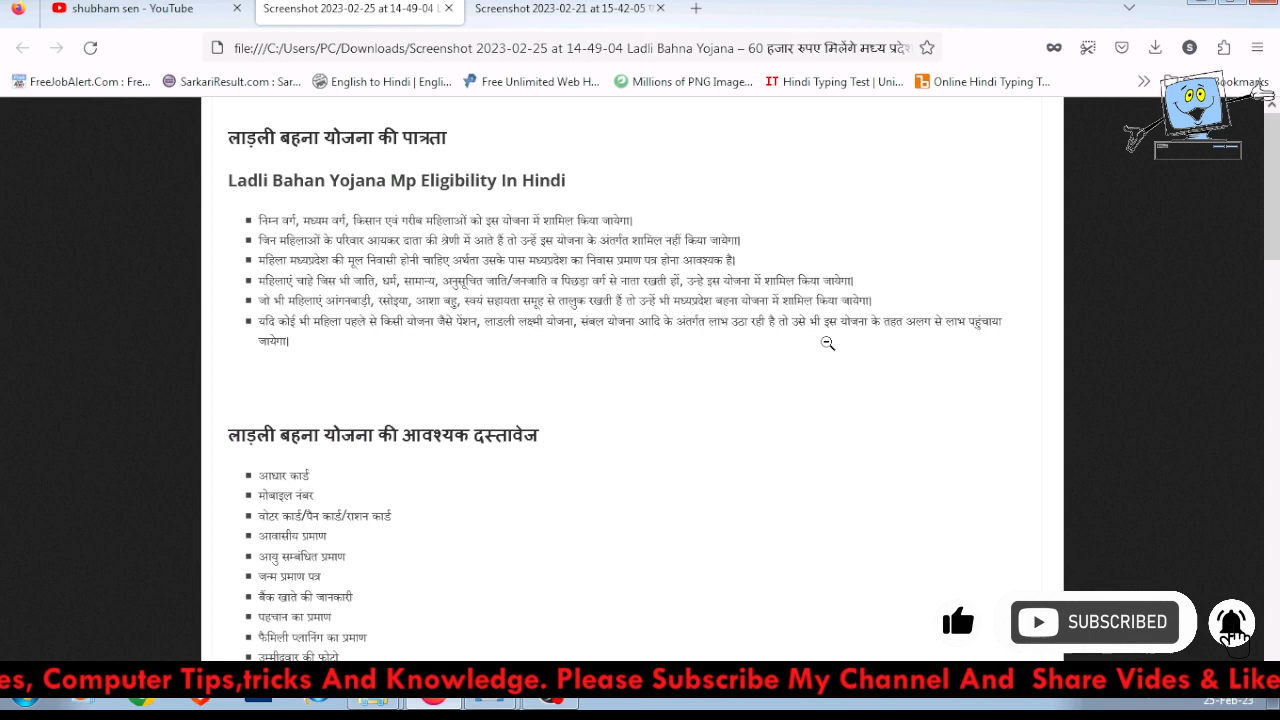 shubham sen - YouTube
Screenshot 2023-02-25 at 14-49-04 L
Screenshot 2023-02-21 at 15-42-05
file:///C:/Users/PC/Downloads/Screenshot 2023-02-25 at 14-49-04 Ladli Bahna Yojana – 60 हजार रुपए मिलेंगे मध्य प्रदेश
FreeJobAlert.Com : Fre...
SarkariResult.com : Sar...
English to Hindi | Engli...
Free Unlimited Web H...
Millions of PNG Image...
IT Hindi Typing Test | Uni...
Online Hindi Typing T...
Bookmarks
लाड़ली बहना योजना की पात्रता
Ladli Bahan Yojana Mp Eligibility In Hindi
निम्न वर्ग, मध्यम वर्ग, किसान एवं गरीब महिलाओं को इस योजना में शामिल किया जायेगा|
जिन महिलाओं के परिवार आयकर दाता की श्रेणी में आते हैं तो उन्हें इस योजना के अंतर्गत शामिल नहीं किया जायेगा|
महिला मध्यप्रदेश की मूल निवासी होनी चाहिए अर्थता उसके पास मध्यप्रदेश का निवास प्रमाण पत्र होना आवश्यक है|
महिलाएं चाहे जिस भी जाति, धर्म, सामान्य, अनुसूचित जाति/जनजाति व पिछड़ा वर्ग से नाता रखती हों, उन्हे इस योजना में शामिल किया जायेगा|
जो भी महिलाएं आंगनबाड़ी, रसोइया, आशा बहु, स्वयं सहायता समूह से तालुक रखती हैं तो उन्हें भी मध्यप्रदेश बहना योजना में शामिल किया जायेगा|
यदि कोई भी महिला पहले से किसी योजना जैसे पेंशन, लाडली लक्ष्मी योजना, संबल योजना आदि के अंतर्गत लाभ उठा रही है तो उसे भी इस योजना के तहत अलग से लाभ पहुंचाया
जायेगा|
लाड़ली बहना योजना की आवश्यक दस्तावेज
आधार कार्ड
मोबाइल नंबर
वोटर कार्ड/पैन कार्ड/राशन कार्ड
आवासीय प्रमाण
आयु सम्बंधित प्रमाण
जन्म प्रमाण पत्र
बैंक खाते की जानकारी
पहचान का प्रमाण
फैमिली प्लानिंग का प्रमाण
उम्मीदवार की फोटो
SUBSCRIBED
es, Computer Tips,tricks And Knowledge. Please Subscribe My Channel And Share Vides & Like
25-Feb-23